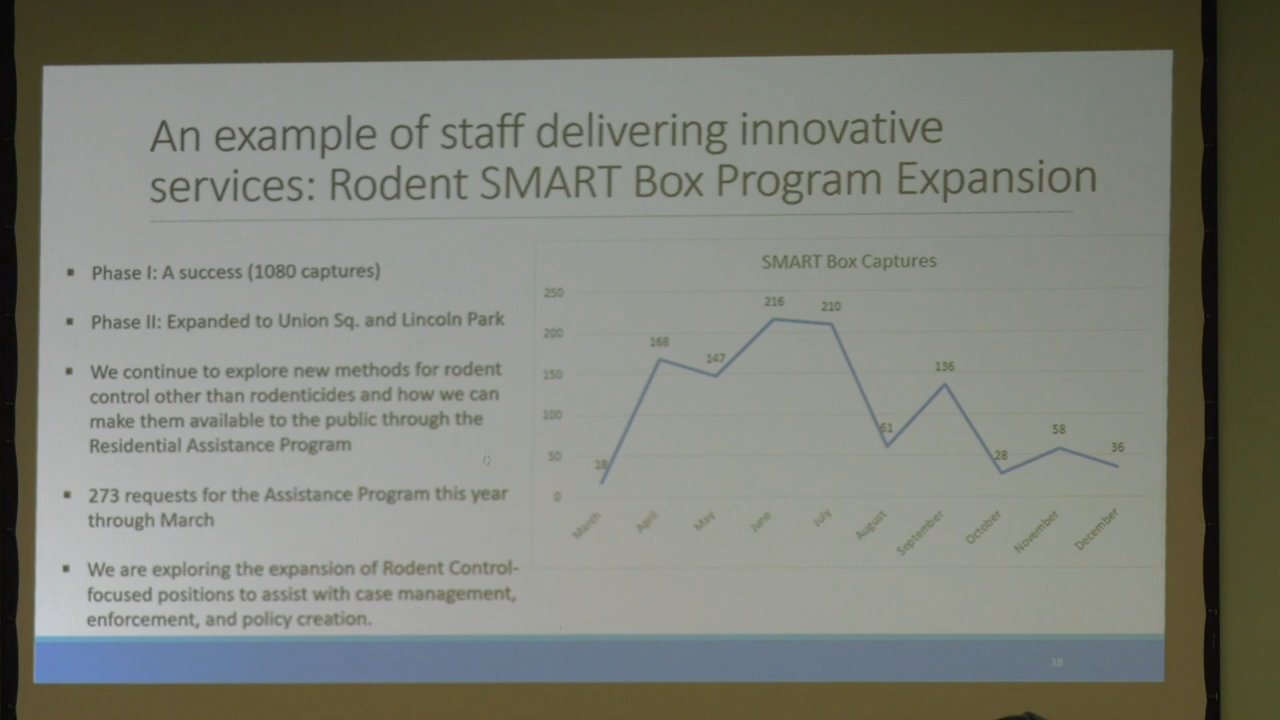 An example of staff delivering innovative
services: Rodent SMART Box Program Expansion
▪ Phase I: A success (1080 captures)
▪ Phase II: Expanded to Union Sq. and Lincoln Park
▪ We continue to explore new methods for rodent
control other than rodenticides and how we can
make them available to the public through the
Residential Assistance Program
▪ 273 requests for the Assistance Program this year
through March
▪ We are exploring the expansion of Rodent Control-
focused positions to assist with case management,
enforcement, and policy creation.
SMART Box Captures
250
200
150
100
50
0
18
168
147
216
210
61
136
28
58
36
March
April
May
June
July
August
September
October
November
December
38